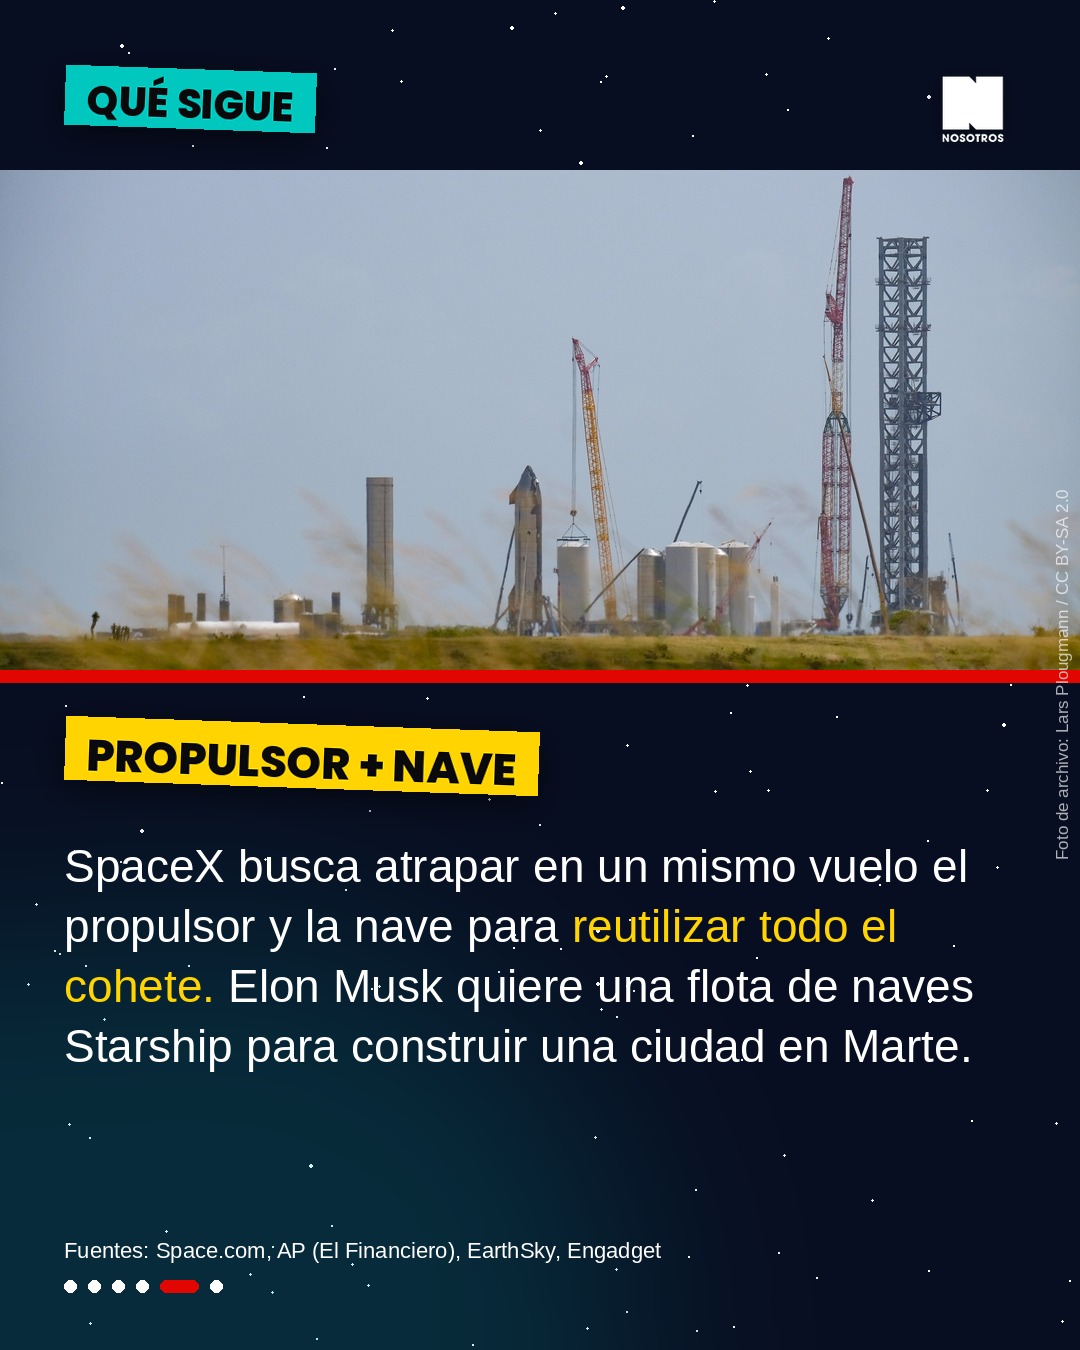 QUÉ SIGUE
NOSOTROS
PROPULSOR + NAVE
SpaceX busca atrapar en un mismo vuelo el
propulsor y la nave para reutilizar todo el
cohete. Elon Musk quiere una flota de naves
Starship para construir una ciudad en Marte.
Foto de archivo: Lars Plougmann / CC BY-SA 2.0
Fuentes: Space.com, AP (El Financiero), EarthSky, Engadget